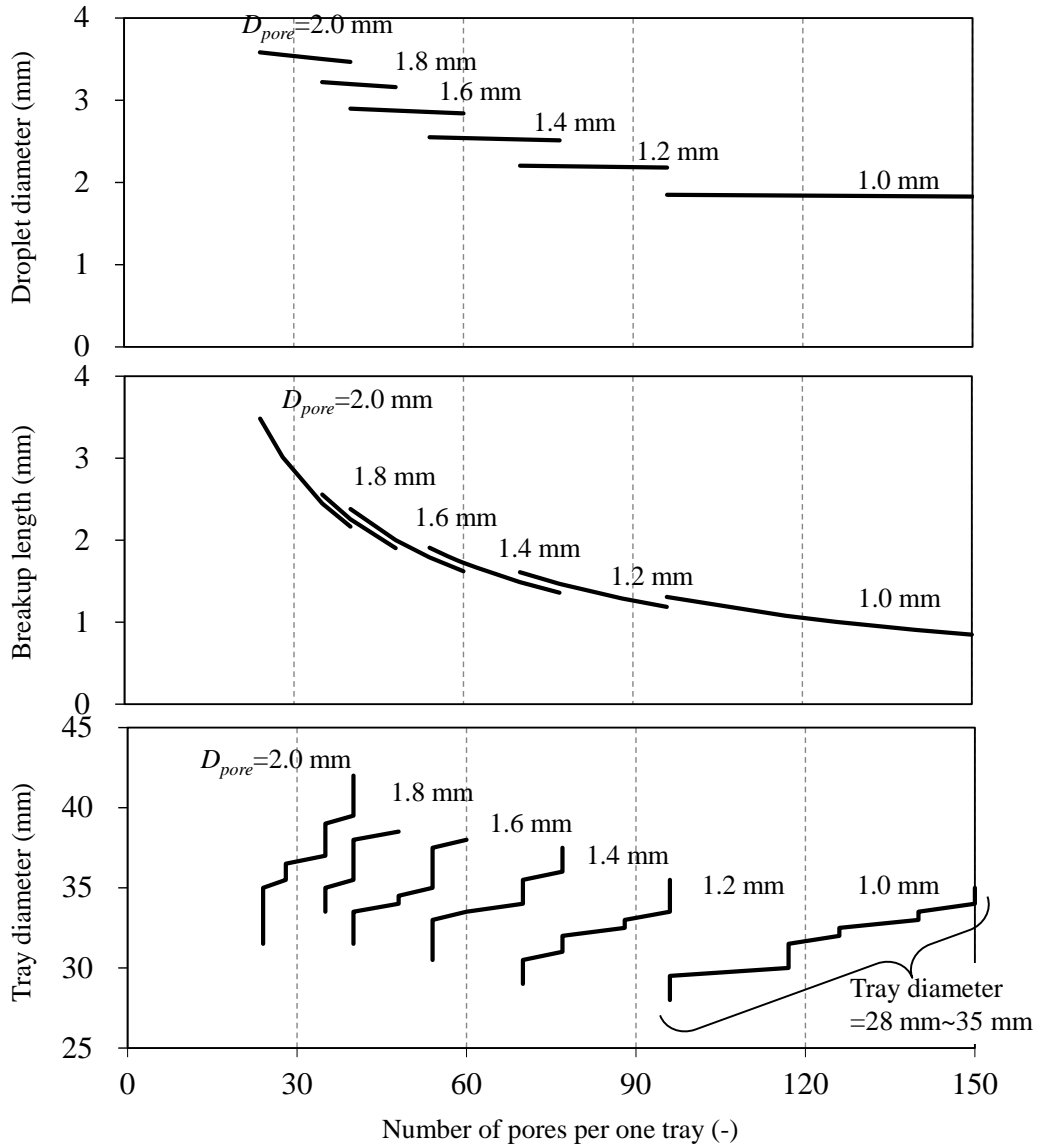 4
3
2
1
0
Droplet diameter (mm)
D_pore=2.0 mm
1.8 mm
1.6 mm
1.4 mm
1.2 mm
1.0 mm
4
3
2
1
0
Breakup length (mm)
D_pore=2.0 mm
1.8 mm
1.6 mm
1.4 mm
1.2 mm
1.0 mm
45
40
35
30
25
Tray diameter (mm)
D_pore=2.0 mm
1.8 mm
1.6 mm
1.4 mm
1.2 mm
1.0 mm
Tray diameter
=28 mm~35 mm
0 30 60 90 120 150
Number of pores per one tray (-)